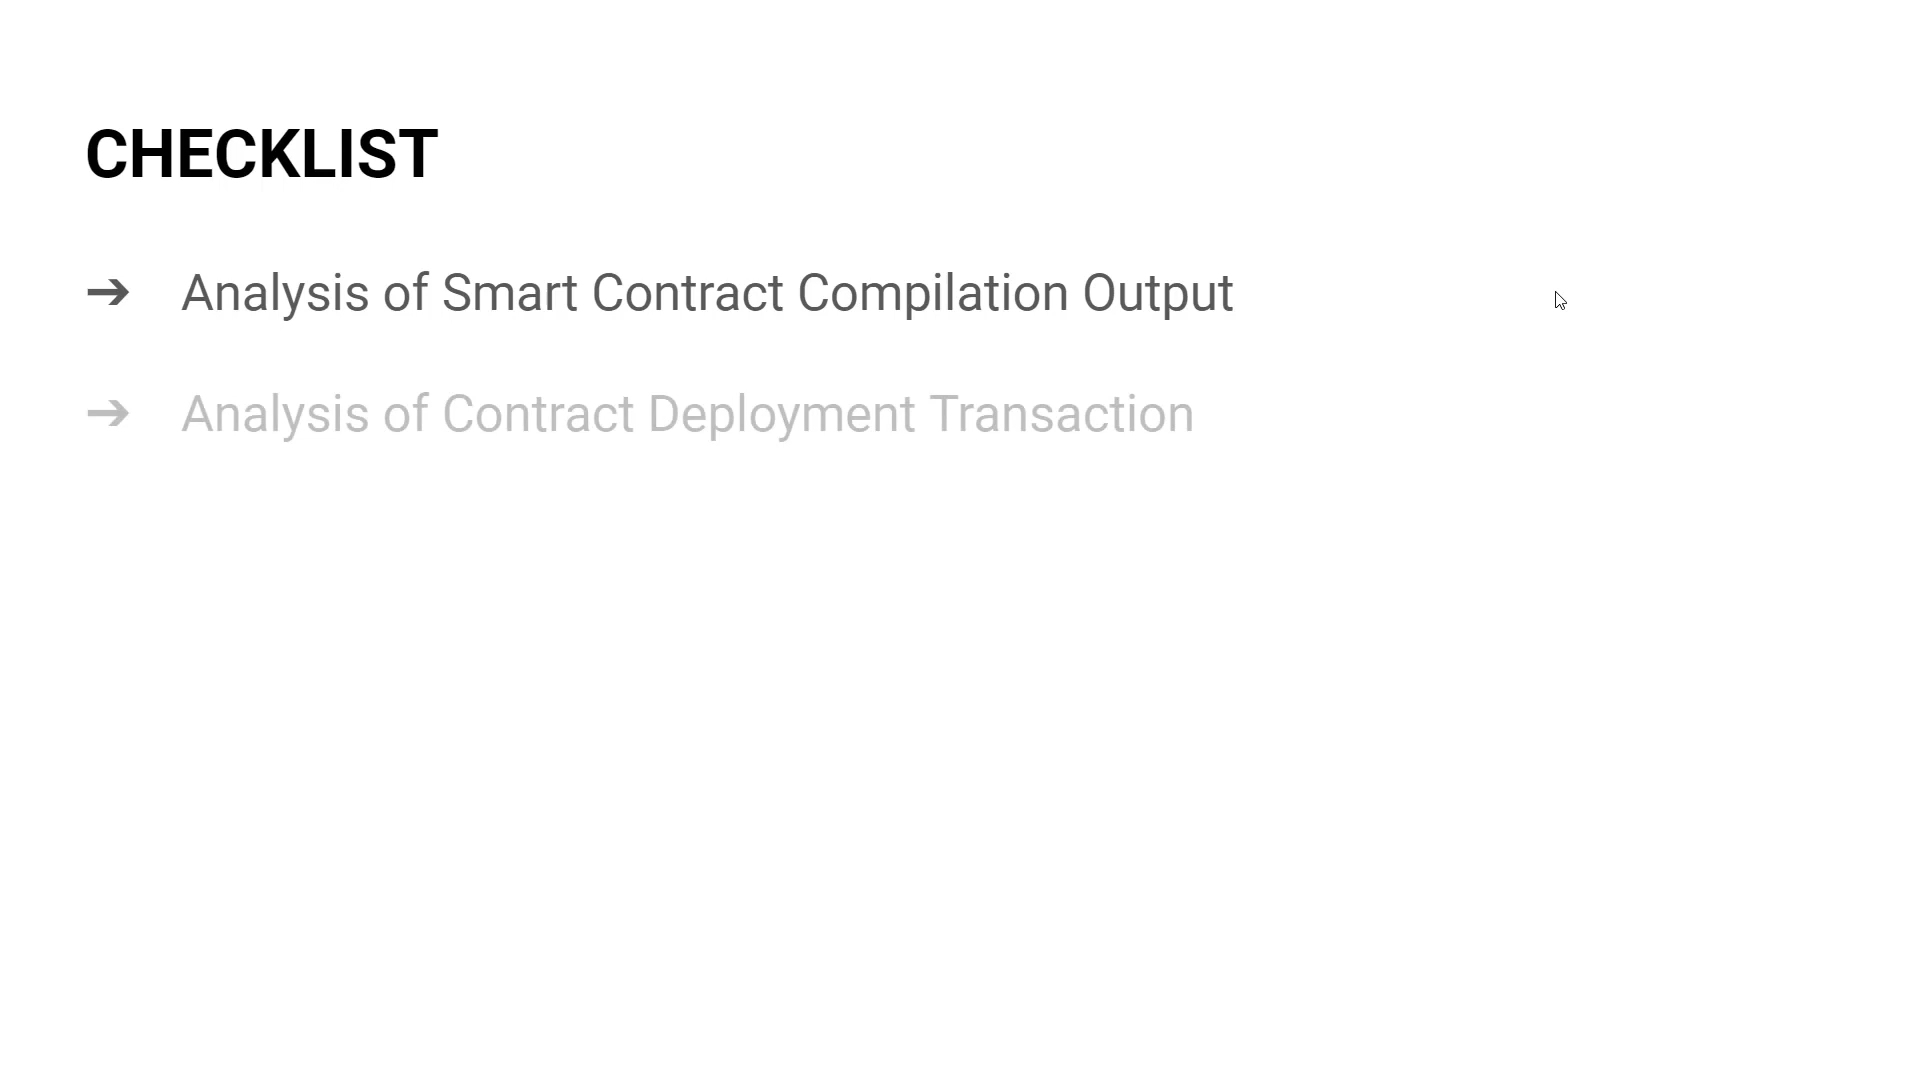 CHECKLIST
➔ Analysis of Smart Contract Compilation Output
➔ Analysis of Contract Deployment Transaction